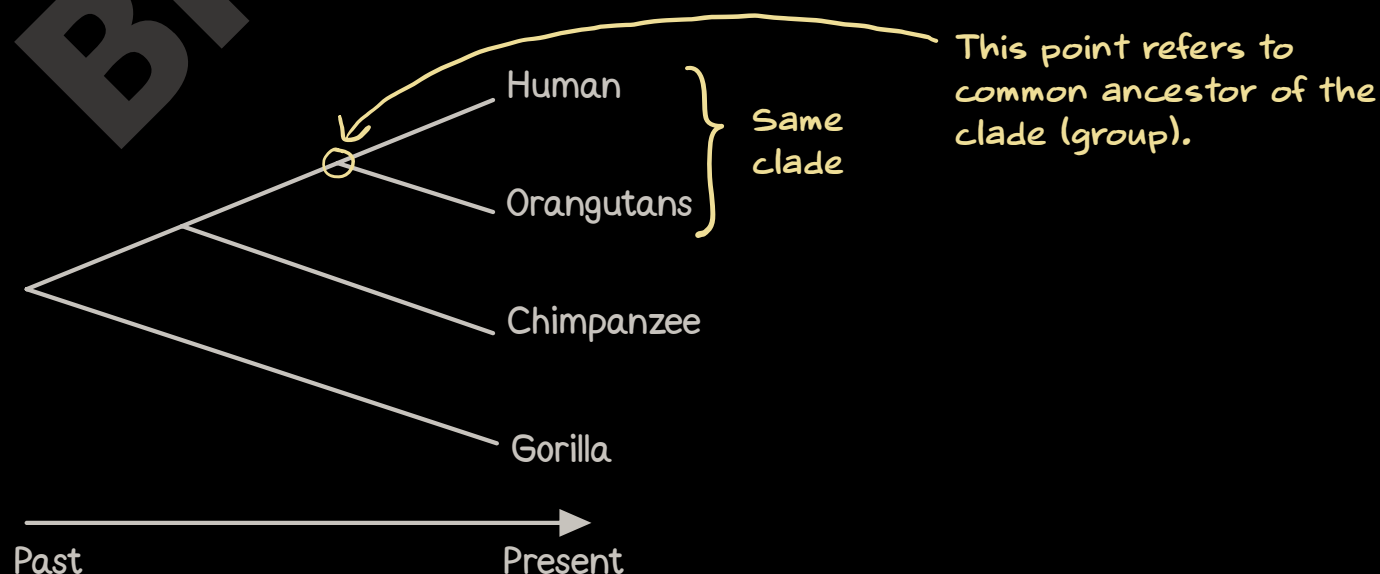 Human
Orangutans
Chimpanzee
Gorilla
Same
clade
This point refers to
common ancestor of the
clade (group).
Past
Present